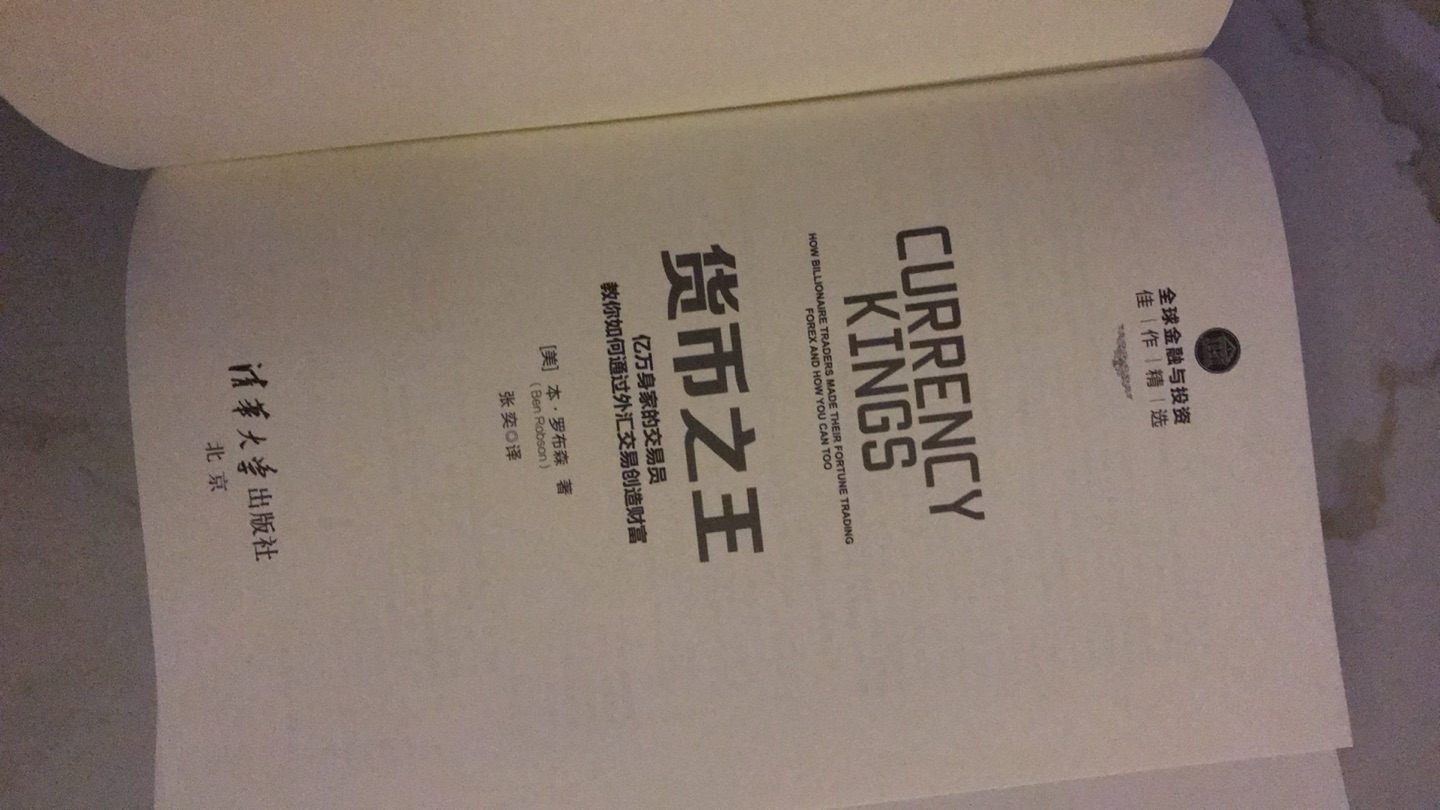 全球金融与投资
佳|作|精|选
CURRENCY
KINGS
HOW BILLIONAIRE TRADERS MADE THEIR FORTUNE TRADING
FOREX AND HOW YOU CAN TOO
货币之王
亿万身家的交易员
教你如何通过外汇交易创造财富
[美] 本·罗布森 著
(Ben Robson)
张奕◎译
清华大学出版社
北京